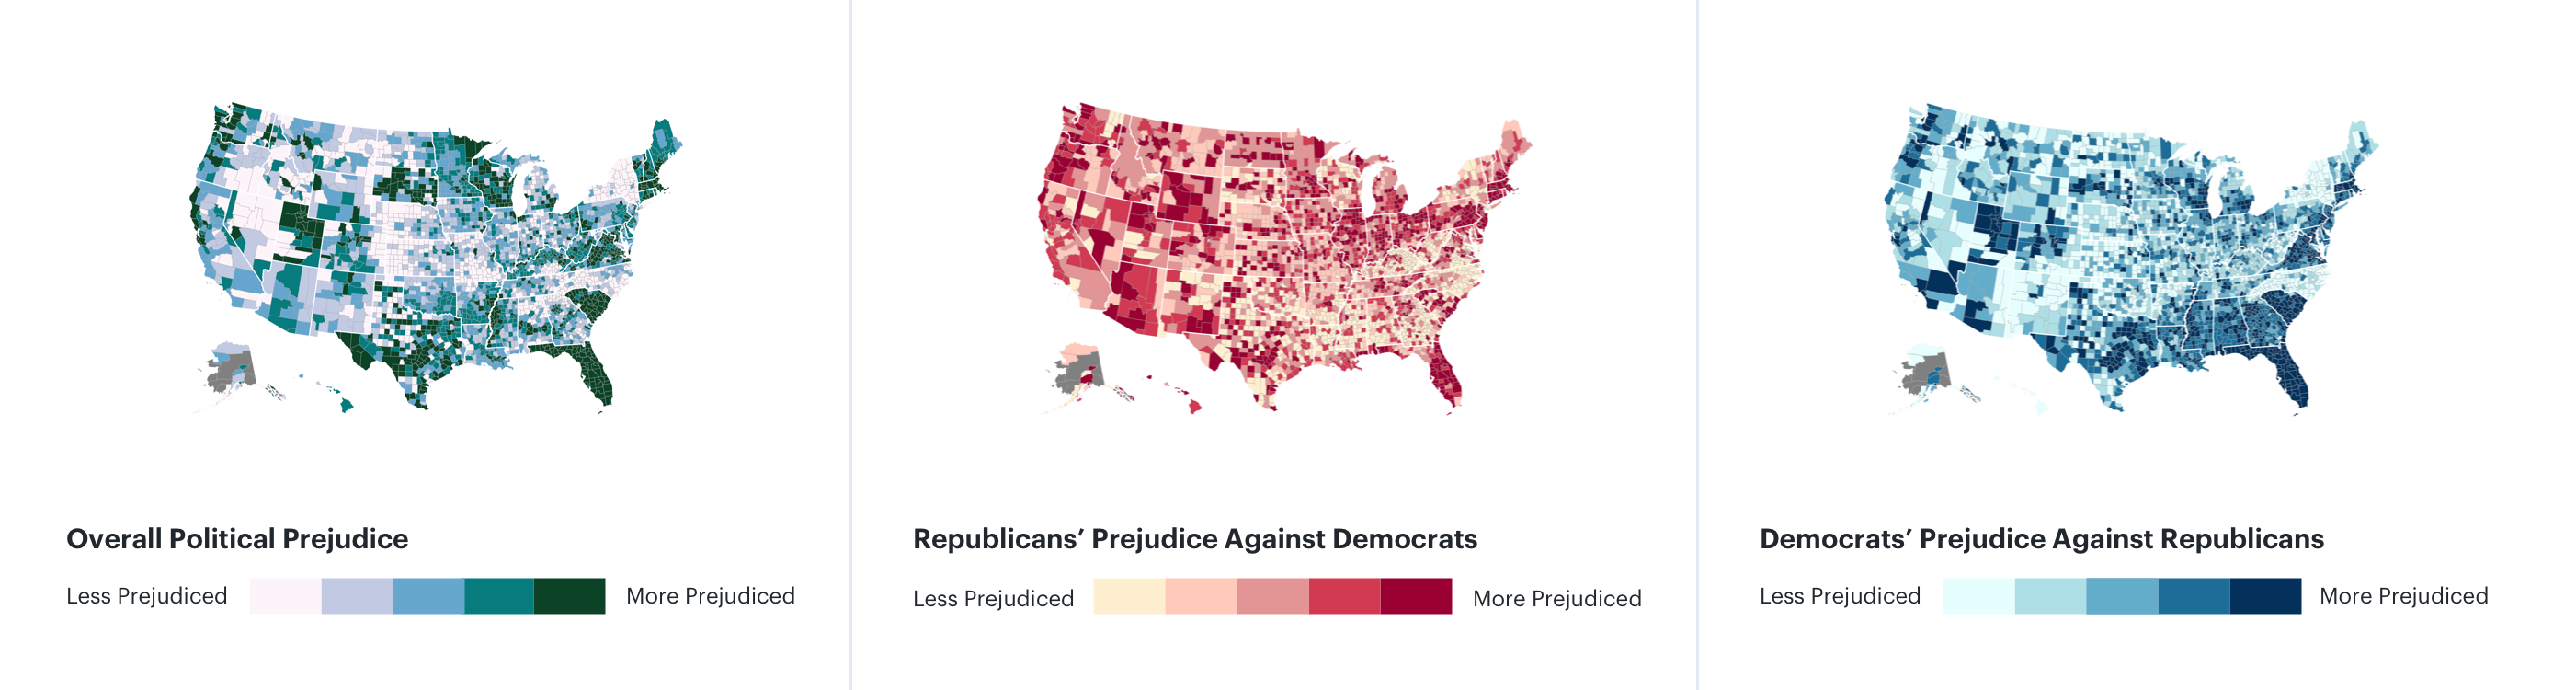 Overall Political Prejudice
Less Prejudiced More Prejudiced
Republicans’ Prejudice Against Democrats
Less Prejudiced More Prejudiced
Democrats’ Prejudice Against Republicans
Less Prejudiced More Prejudiced